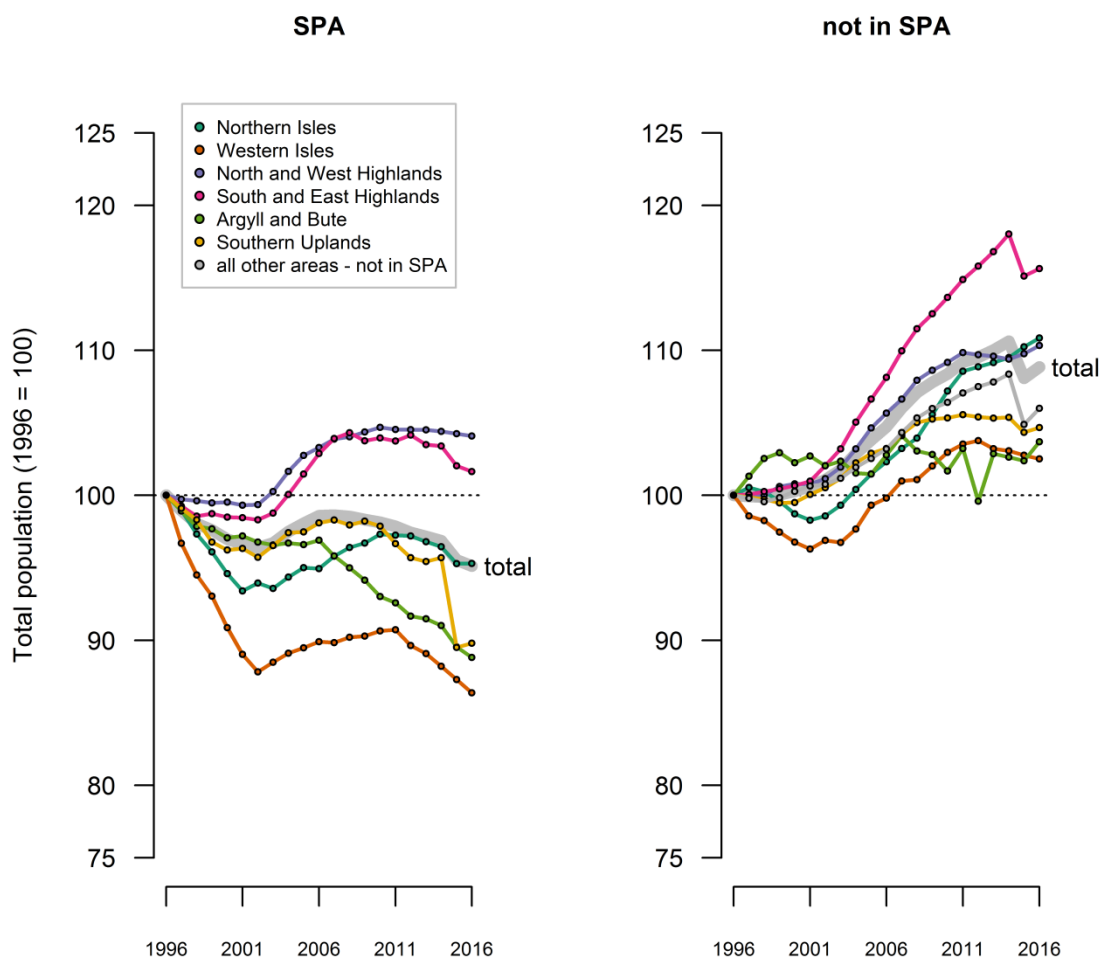 SPA
not in SPA
Total population (1996 = 100)
125
120
110
100
90
80
75
Northern Isles
Western Isles
North and West Highlands
South and East Highlands
Argyll and Bute
Southern Uplands
all other areas - not in SPA
total
1996
2001
2006
2011
2016
125
120
110
100
90
80
75
total
1996
2001
2006
2011
2016